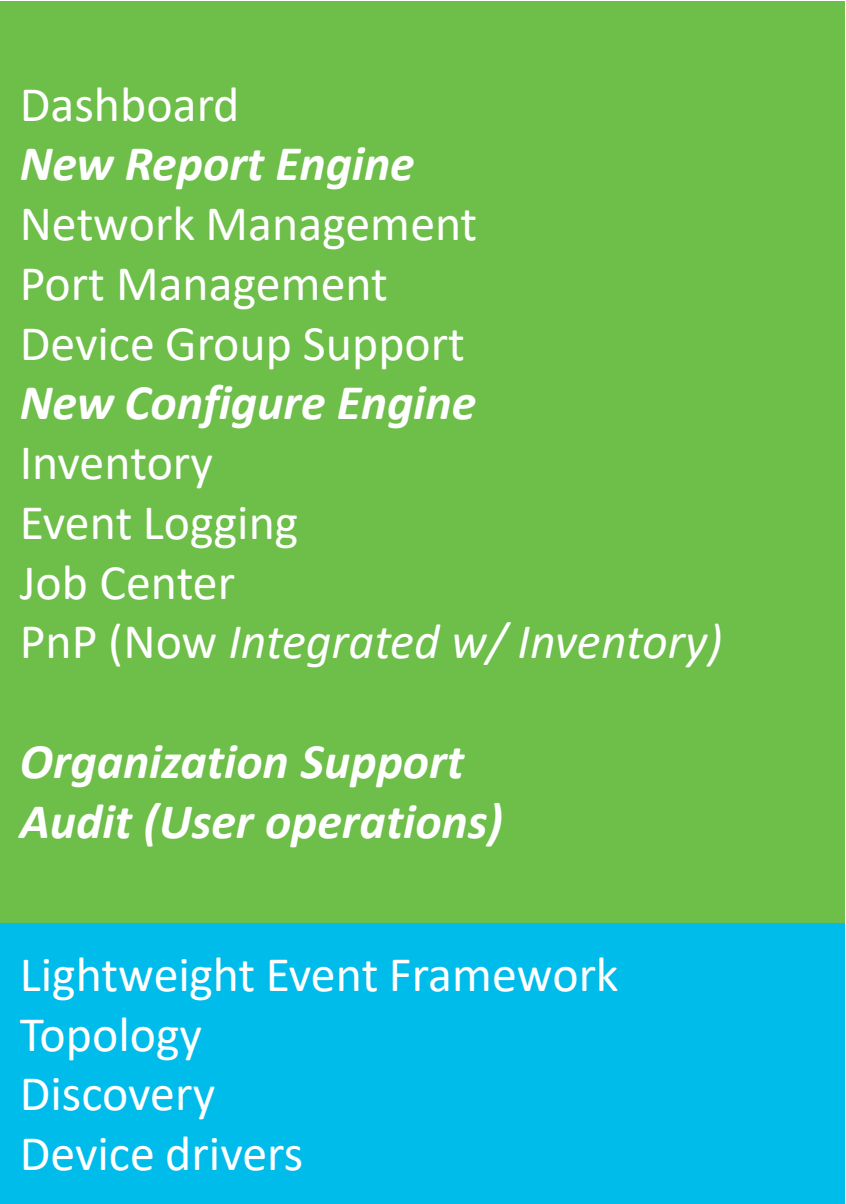 Dashboard
New Report Engine
Network Management
Port Management
Device Group Support
New Configure Engine
Inventory
Event Logging
Job Center
PnP (Now Integrated w/ Inventory)
Organization Support
Audit (User operations)
Lightweight Event Framework
Topology
Discovery
Device drivers